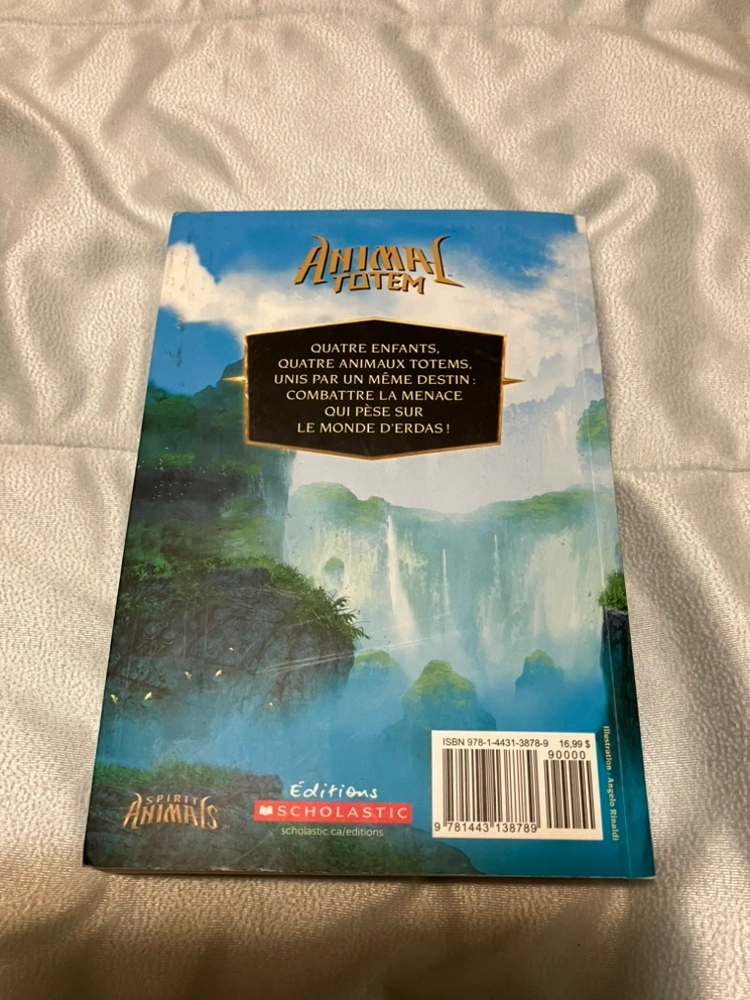 ANIMAL
TOTEM
QUATRE ENFANTS,
QUATRE ANIMAUX TOTEMS,
UNIS PAR UN MÊME DESTIN :
COMBATTRE LA MENACE
QUI PÈSE SUR
LE MONDE D'ERDAS !
ISBN 978-1-4431-3878-9 16,99 $
90000
9 781443 138789
Illustration : Angelo Rinaldi
SPIRIT
ANIMALS
Éditions
SCHOLASTIC
scholastic.ca/editions